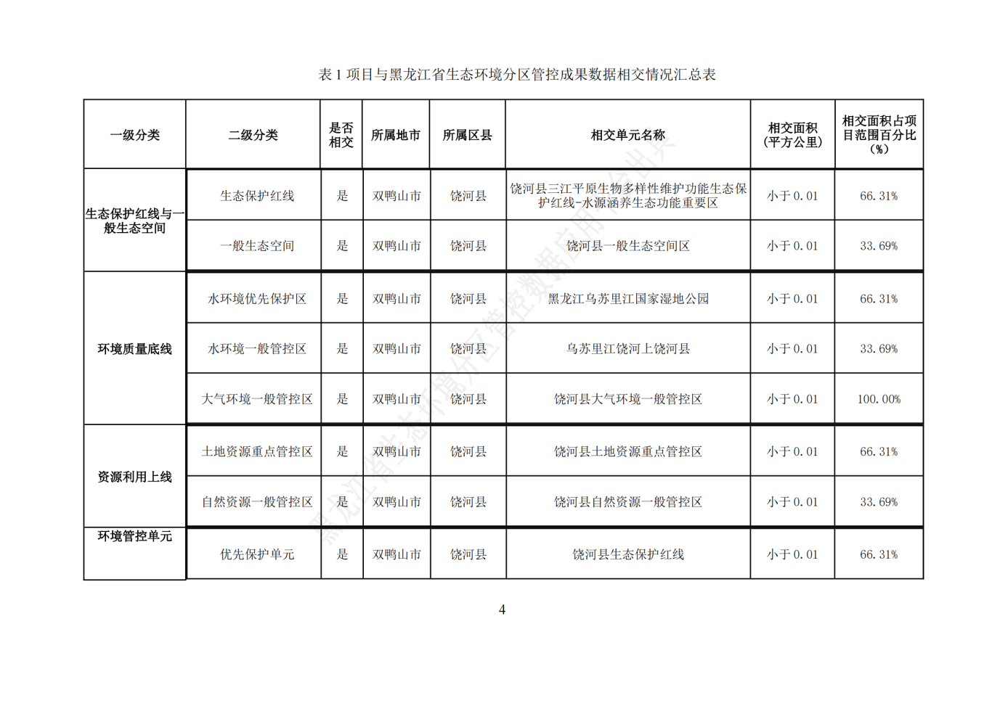 表 1 项目与黑龙江省生态环境分区管控成果数据相交情况汇总表
一级分类 二级分类 是否相交 所属地市 所属区县 相交单元名称 相交面积(平方公里) 相交面积占项目范围百分比(%)
生态保护红线与一般生态空间 生态保护红线 是 双鸭山市 饶河县 饶河县三江平原生物多样性维护功能生态保护红线-水源涵养生态功能重要区 小于 0.01 66.31%
一般生态空间 是 双鸭山市 饶河县 饶河县一般生态空间区 小于 0.01 33.69%
环境质量底线 水环境优先保护区 是 双鸭山市 饶河县 黑龙江乌苏里江国家湿地公园 小于 0.01 66.31%
水环境一般管控区 是 双鸭山市 饶河县 乌苏里江饶河上饶河县 小于 0.01 33.69%
大气环境一般管控区 是 双鸭山市 饶河县 饶河县大气环境一般管控区 小于 0.01 100.00%
资源利用上线 土地资源重点管控区 是 双鸭山市 饶河县 饶河县土地资源重点管控区 小于 0.01 66.31%
自然资源一般管控区 是 双鸭山市 饶河县 饶河县自然资源一般管控区 小于 0.01 33.69%
环境管控单元 优先保护单元 是 双鸭山市 饶河县 饶河县生态保护红线 小于 0.01 66.31%
黑龙江省生态环境分区管控数据应用平台出具
4